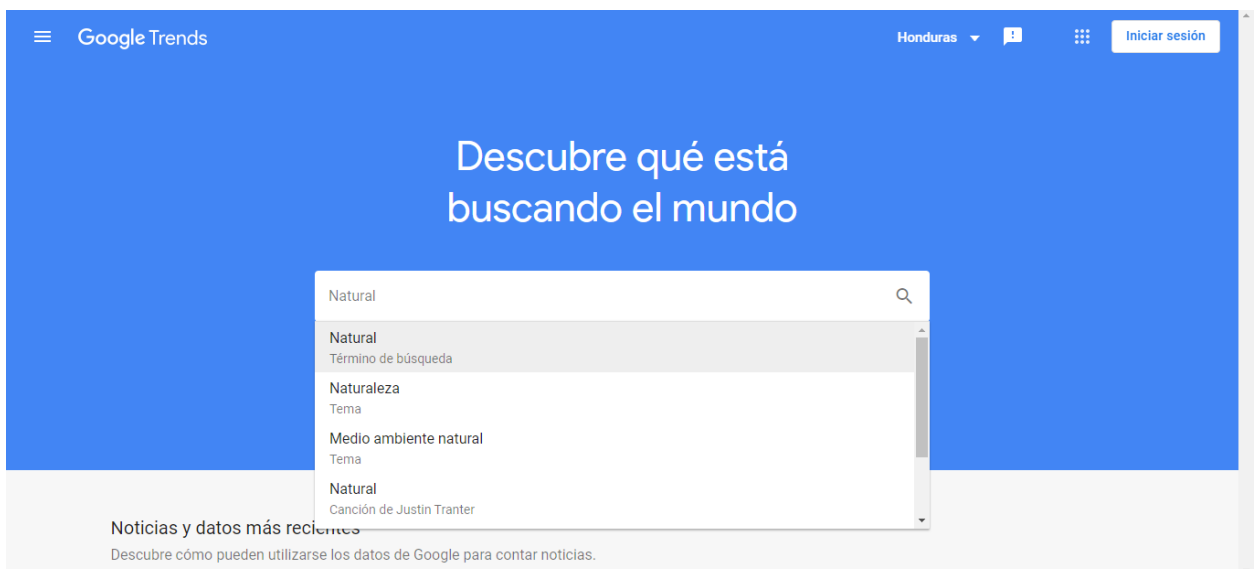 Google Trends
Honduras
Iniciar sesión
Descubre qué está
buscando el mundo
Natural
Natural
Término de búsqueda
Naturaleza
Tema
Medio ambiente natural
Tema
Natural
Canción de Justin Tranter
Noticias y datos más recientes
Descubre cómo pueden utilizarse los datos de Google para contar noticias.